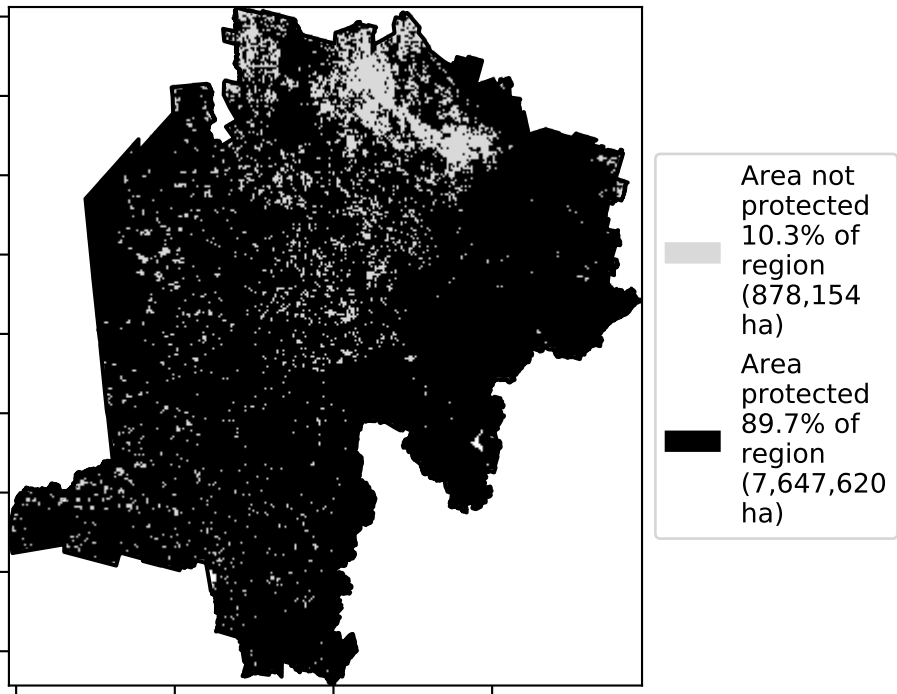 Area not
protected
10.3% of
region
(878,154
ha)
Area
protected
89.7% of
region
(7,647,620
ha)